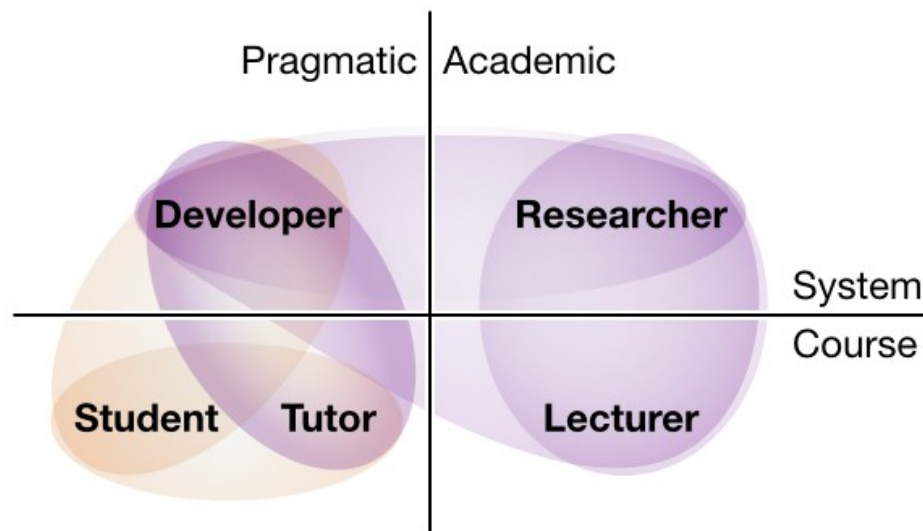 Pragmatic Academic
Developer Researcher
System
Course
Student Tutor Lecturer